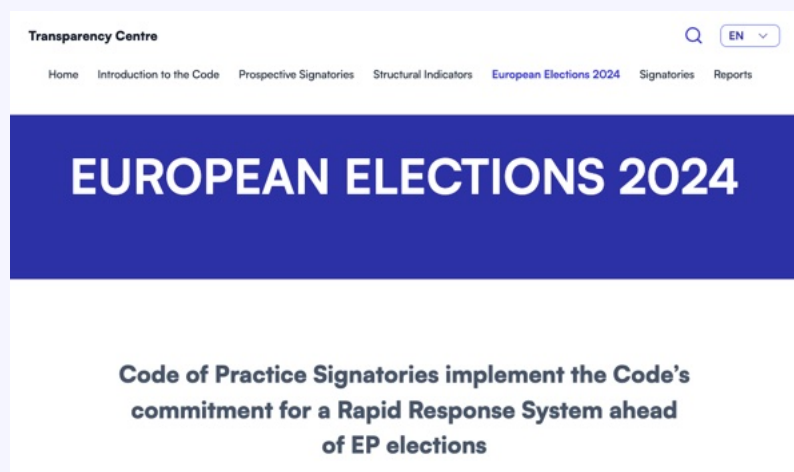 Transparency Centre
EN
Home Introduction to the Code Prospective Signatories Structural Indicators European Elections 2024 Signatories Reports
EUROPEAN ELECTIONS 2024
Code of Practice Signatories implement the Code's
commitment for a Rapid Response System ahead
of EP elections